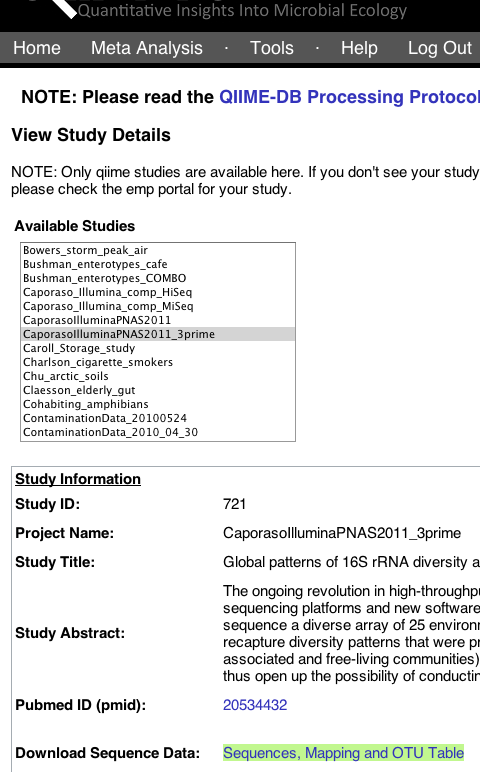 Quantitative Insights Into Microbial Ecology
Home Meta Analysis · Tools · Help Log Out
NOTE: Please read the QIIME-DB Processing Protocol
View Study Details
NOTE: Only qiime studies are available here. If you don't see your study
please check the emp portal for your study.
Available Studies
Bowers_storm_peak_air
Bushman_enterotypes_cafe
Bushman_enterotypes_COMBO
Caporaso_Illumina_comp_HiSeq
Caporaso_Illumina_comp_MiSeq
CaporasoIlluminaPNAS2011
CaporasoIlluminaPNAS2011_3prime
Caroll_Storage_study
Charlson_cigarette_smokers
Chu_arctic_soils
Claesson_elderly_gut
Cohabiting_amphibians
ContaminationData_20100524
ContaminationData_2010_04_30
Study Information
Study ID: 721
Project Name: CaporasoIlluminaPNAS2011_3prime
Study Title: Global patterns of 16S rRNA diversity a
The ongoing revolution in high-throughpu
sequencing platforms and new software
sequence a diverse array of 25 environm
Study Abstract: recapture diversity patterns that were pr
associated and free-living communities)
thus open up the possibility of conductin
Pubmed ID (pmid): 20534432
Download Sequence Data: Sequences, Mapping and OTU Table